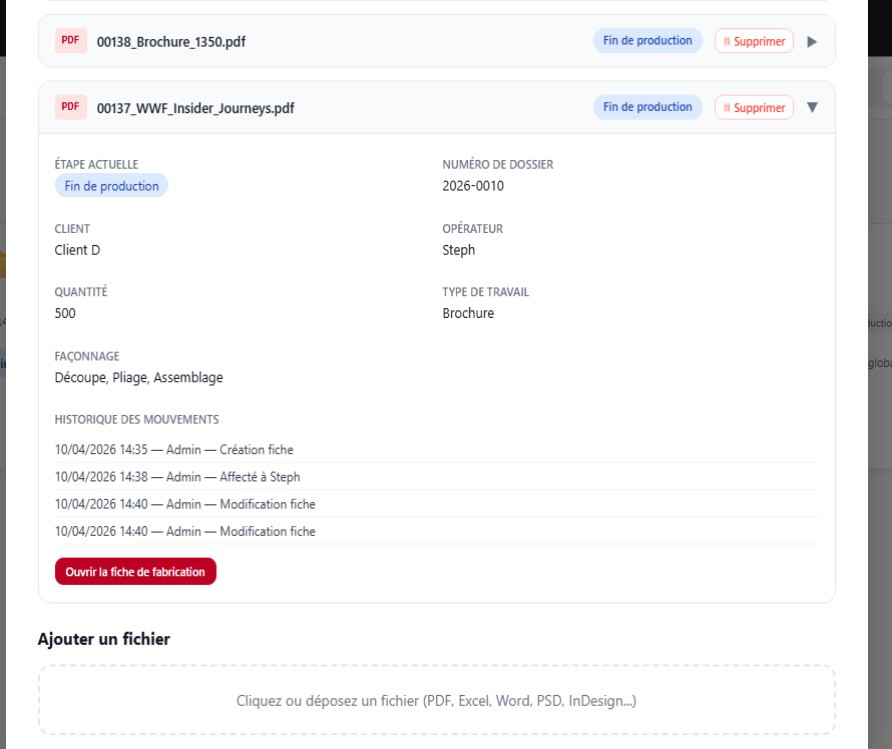 PDF 00138_Brochure_1350.pdf Fin de production Supprimer
PDF 00137_WWF_Insider_Journeys.pdf Fin de production Supprimer
ÉTAPE ACTUELLE NUMÉRO DE DOSSIER
Fin de production 2026-0010
CLIENT OPÉRATEUR
Client D Steph
QUANTITÉ TYPE DE TRAVAIL
500 Brochure
FAÇONNAGE
Découpe, Pliage, Assemblage
HISTORIQUE DES MOUVEMENTS
10/04/2026 14:35 — Admin — Création fiche
10/04/2026 14:38 — Admin — Affecté à Steph
10/04/2026 14:40 — Admin — Modification fiche
10/04/2026 14:40 — Admin — Modification fiche
Ouvrir la fiche de fabrication
Ajouter un fichier
Cliquez ou déposez un fichier (PDF, Excel, Word, PSD, InDesign...)